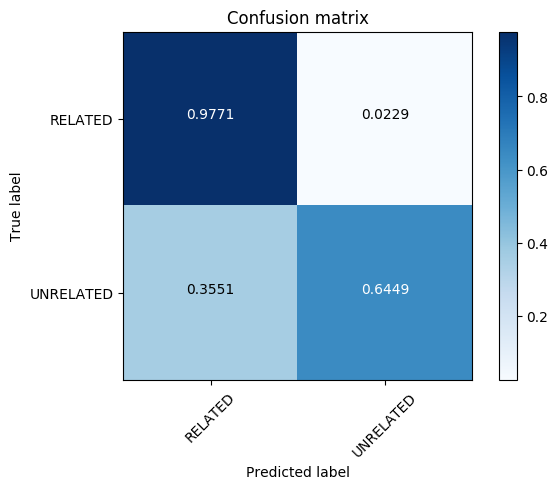 Confusion matrix
RELATED
0.9771
0.0229
0.8
0.6
True label
UNRELATED
0.3551
0.6449
0.4
0.2
RELATED
UNRELATED
Predicted label